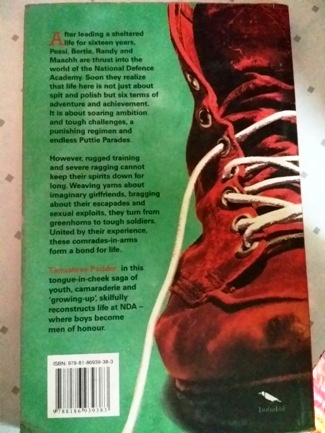 After leading a sheltered
life for sixteen years,
Pessi, Bertie, Randy and
Maachh are thrust into the
world of the National Defence
Academy. Soon they realize
that life here is not just about
spit and polish but six terms of
adventure and achievement.
It is about soaring ambition
and tough challenges, a
punishing regimen and
endless Puttie Parades.
However, rugged training
and severe ragging cannot
keep their spirits down for
long. Weaving yarns about
imaginary girlfriends, bragging
about their escapades and
sexual exploits, they turn from
greenhorns to tough soldiers.
United by their experience,
these comrades-in-arms
form a bond for life.
Tanushree Podder in this
tongue-in-cheek saga of
youth, camaraderie and
'growing-up', skilfully
reconstructs life at NDA –
where boys become
men of honour.
ISBN: 978-81-86939-38-3
9788186939383